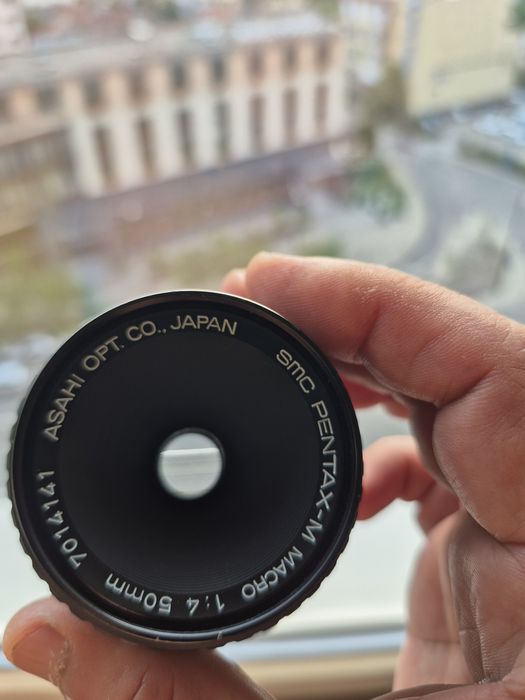 ASAHI OPT. CO., JAPAN
smc PENTAX-M MACRO 1:4 50mm
7014141